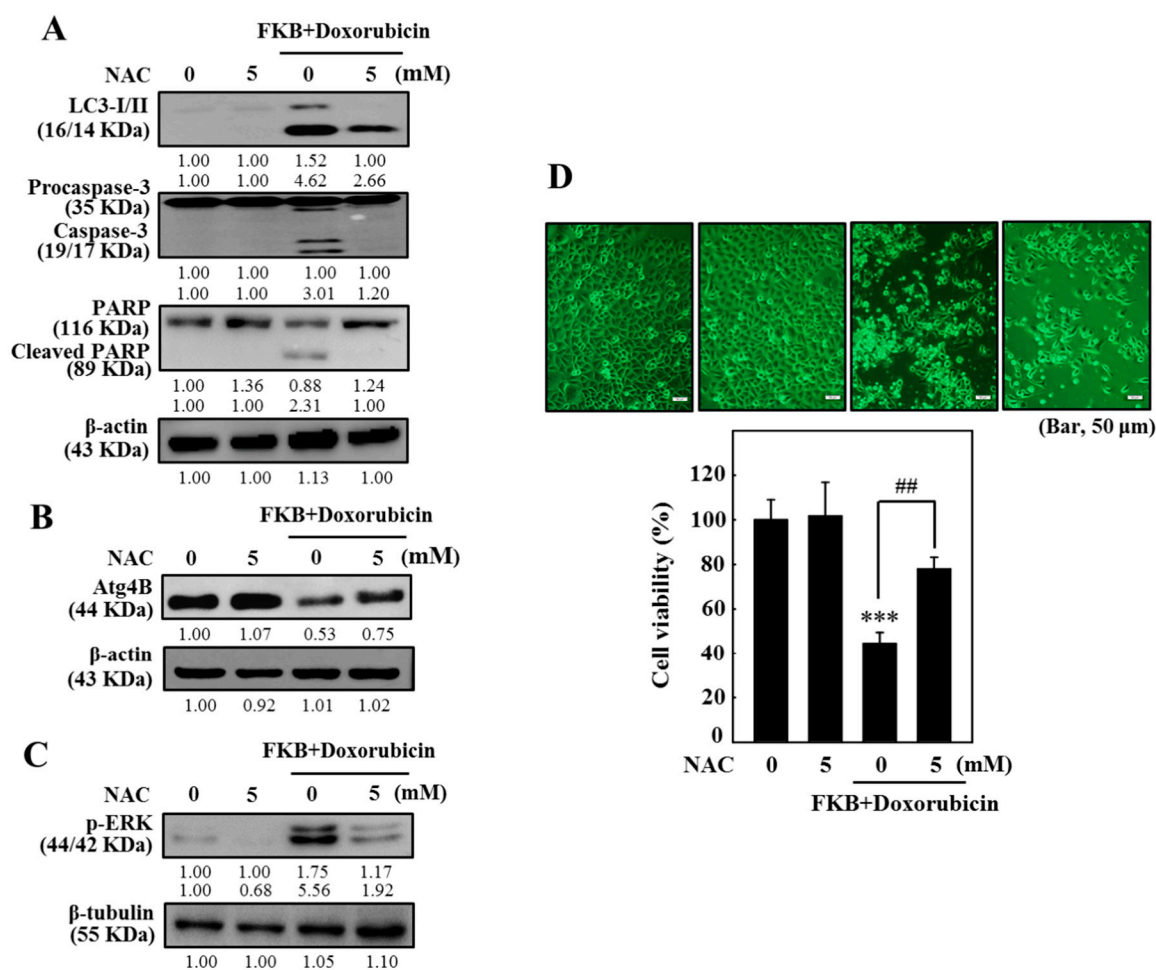 A
FKB+Doxorubicin
NAC 0 5 0 5 (mM)
LC3-I/II
(16/14 KDa)
1.00 1.00 1.52 1.00
1.00 1.00 4.62 2.66
Procaspase-3
(35 KDa)
Caspase-3
(19/17 KDa)
1.00 1.00 1.00 1.00
1.00 1.00 3.01 1.20
PARP
(116 KDa)
Cleaved PARP
(89 KDa)
1.00 1.36 0.88 1.24
1.00 1.00 2.31 1.00
β-actin
(43 KDa)
1.00 1.00 1.13 1.00
B
FKB+Doxorubicin
NAC 0 5 0 5 (mM)
Atg4B
(44 KDa)
1.00 1.07 0.53 0.75
β-actin
(43 KDa)
1.00 0.92 1.01 1.02
C
FKB+Doxorubicin
NAC 0 5 0 5 (mM)
p-ERK
(44/42 KDa)
1.00 1.00 1.75 1.17
1.00 0.68 5.56 1.92
β-tubulin
(55 KDa)
1.00 1.00 1.05 1.10
D
(Bar, 50 μm)
Cell viability (%)
120
100
80
60
40
20
0
##
***
NAC 0 5 0 5 (mM)
FKB+Doxorubicin